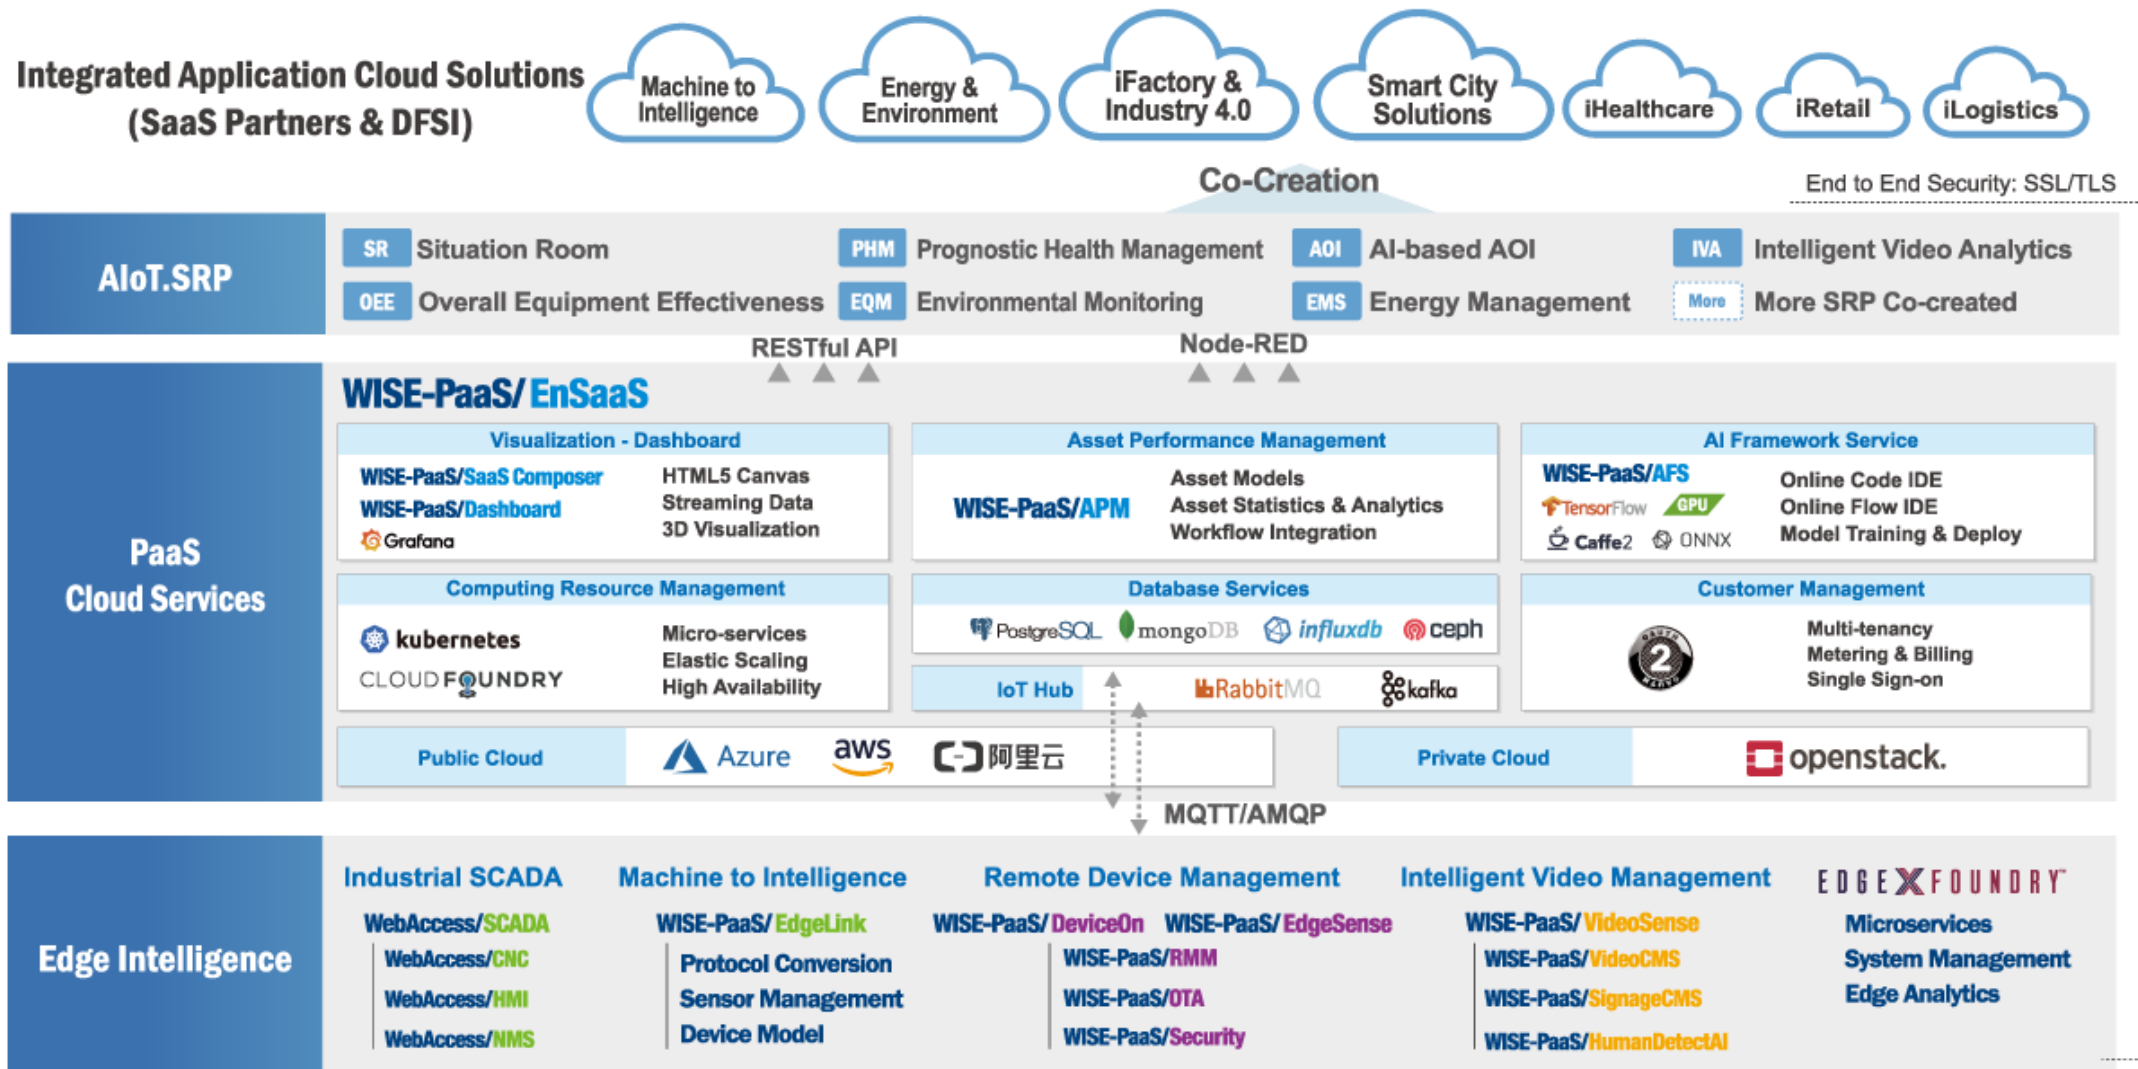 Integrated Application Cloud Solutions
(SaaS Partners & DFSI)
Machine to
Intelligence
Energy &
Environment
iFactory &
Industry 4.0
Smart City
Solutions
iHealthcare
iRetail
iLogistics
Co-Creation
End to End Security: SSL/TLS
AIoT.SRP
SR Situation Room
PHM Prognostic Health Management
AOI AI-based AOI
IVA Intelligent Video Analytics
OEE Overall Equipment Effectiveness
EQM Environmental Monitoring
EMS Energy Management
More More SRP Co-created
RESTful API
Node-RED
PaaS
Cloud Services
WISE-PaaS/EnSaaS
Visualization - Dashboard
WISE-PaaS/SaaS Composer
WISE-PaaS/Dashboard
Grafana
HTML5 Canvas
Streaming Data
3D Visualization
Asset Performance Management
WISE-PaaS/APM
Asset Models
Asset Statistics & Analytics
Workflow Integration
AI Framework Service
WISE-PaaS/AFS
TensorFlow GPU
Caffe2 ONNX
Online Code IDE
Online Flow IDE
Model Training & Deploy
Computing Resource Management
kubernetes
CLOUD FOUNDRY
Micro-services
Elastic Scaling
High Availability
Database Services
PostgreSQL mongoDB influxdb ceph
IoT Hub
RabbitMQ kafka
Customer Management
OAUTH
2
OAUTH
Multi-tenancy
Metering & Billing
Single Sign-on
Public Cloud
Azure aws 阿里云
Private Cloud
openstack.
MQTT/AMQP
Edge Intelligence
Industrial SCADA
WebAccess/SCADA
WebAccess/CNC
WebAccess/HMI
WebAccess/NMS
Machine to Intelligence
WISE-PaaS/EdgeLink
Protocol Conversion
Sensor Management
Device Model
Remote Device Management
WISE-PaaS/DeviceOn WISE-PaaS/EdgeSense
WISE-PaaS/RMM
WISE-PaaS/OTA
WISE-PaaS/Security
Intelligent Video Management
WISE-PaaS/VideoSense
WISE-PaaS/VideoCMS
WISE-PaaS/SignageCMS
WISE-PaaS/HumanDetectAI
EDGE X FOUNDRY™
Microservices
System Management
Edge Analytics